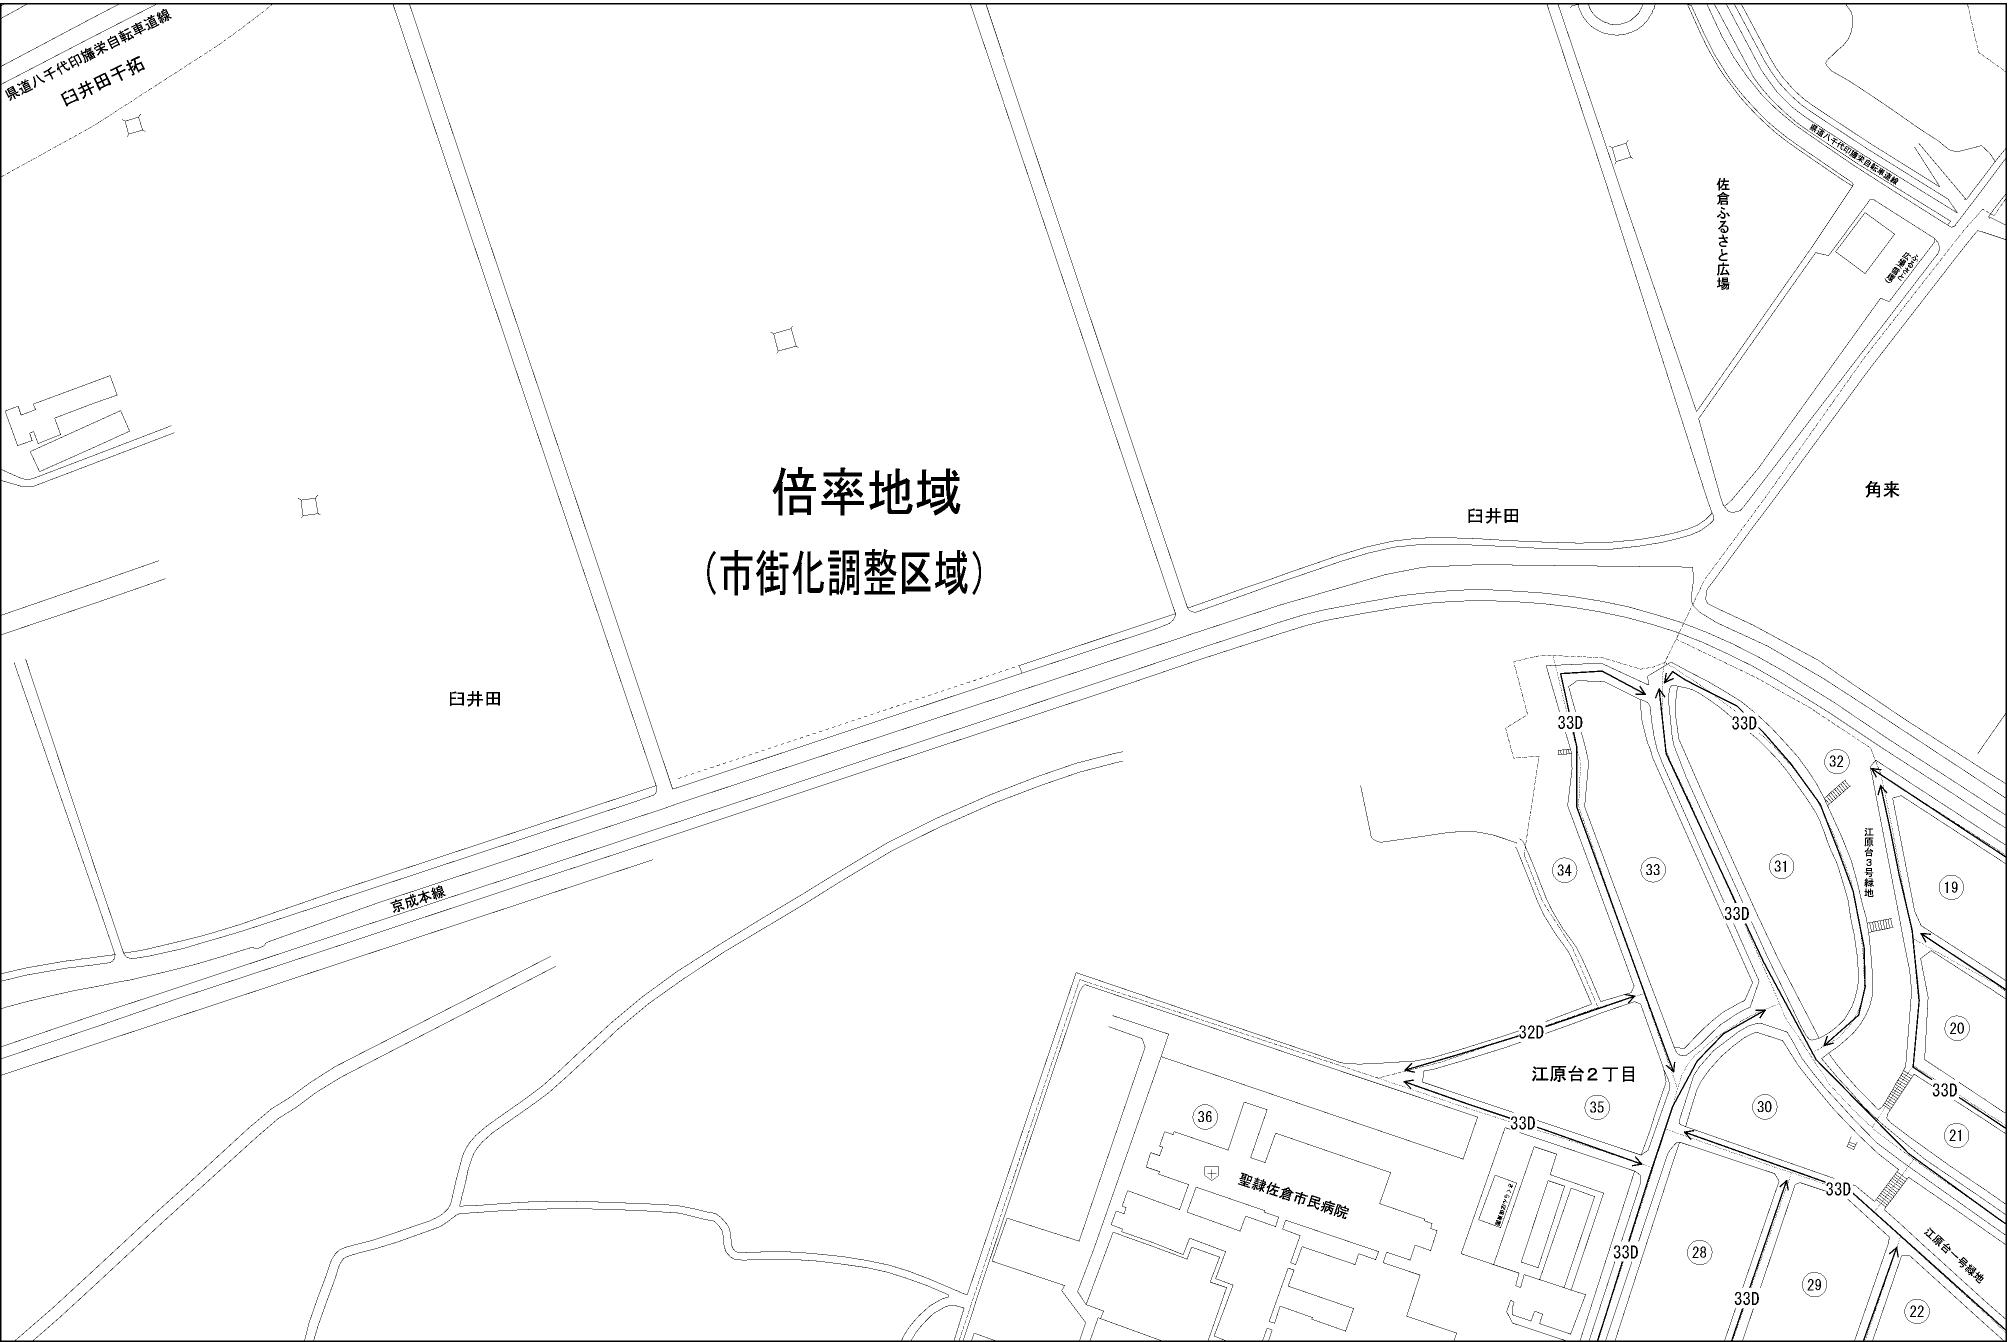 県道八千代印旛栄自転車道線
臼井田干拓
県道八千代印旛栄自転車道線
佐倉ふるさと広場
倍率地域
（市街化調整区域）
臼井田
角来
臼井田
京成本線
33D
33D
32
31
34
33
33D
江原台３号緑地
19
32D
20
江原台２丁目
35
33D
36
30
33D
21
聖隷佐倉市民病院
33D
33D
28
29
33D
22
江原台一号緑地